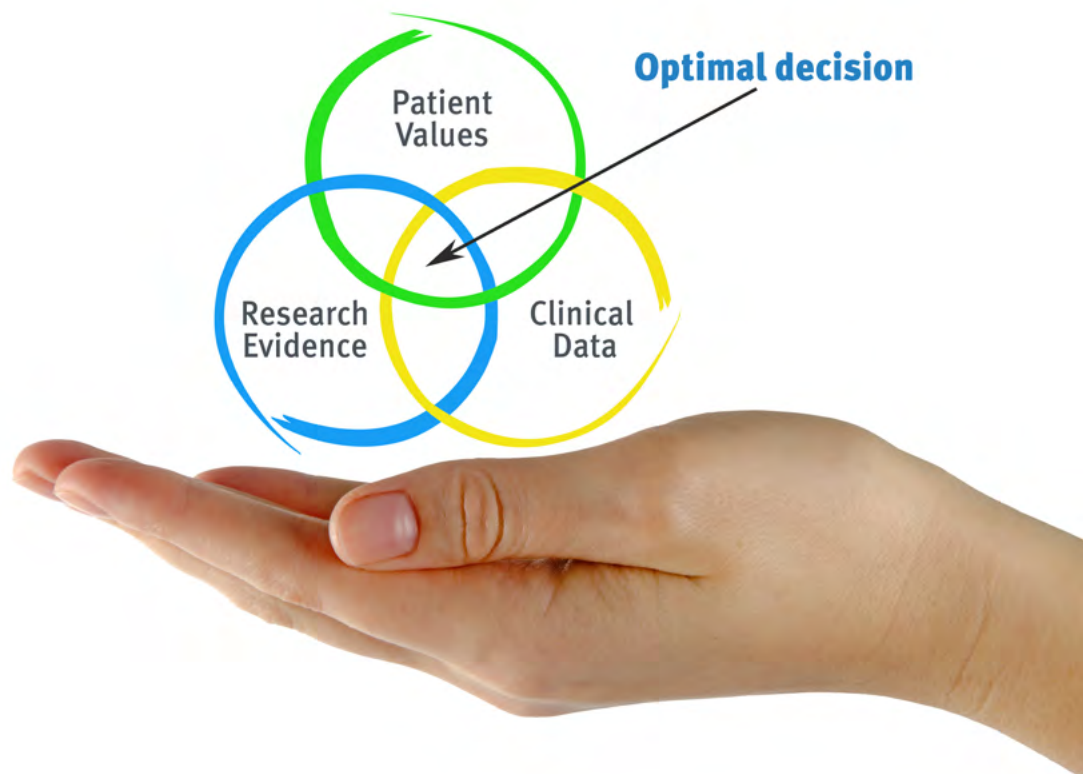 Optimal decision
Patient
Values
Research
Evidence
Clinical
Data